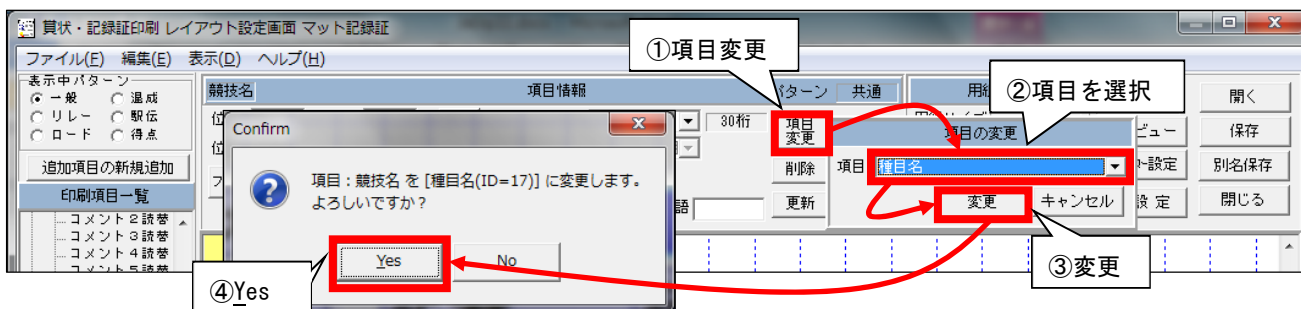 賞状・記録証印刷 レイアウト設定画面 マット記録証
ファイル(F) 編集(E) 表示(D) ヘルプ(H)
①項目変更
表示中パターン
一般 混成
リレー 駅伝
ロード 得点
追加項目の新規追加
印刷項目一覧
コメント2読替
コメント3読替
コメント4読替
コメント5読替
競技名
項目情報
パターン 共通
30桁
項目
変更
削除
更新
②項目を選択
項目の変更
項目 種目名
変更 キャンセル
③変更
開く
保存
別名保存
閉じる
Confirm
項目:競技名 を [種目名(ID=17)] に変更します。
よろしいですか?
Yes No
④Yes